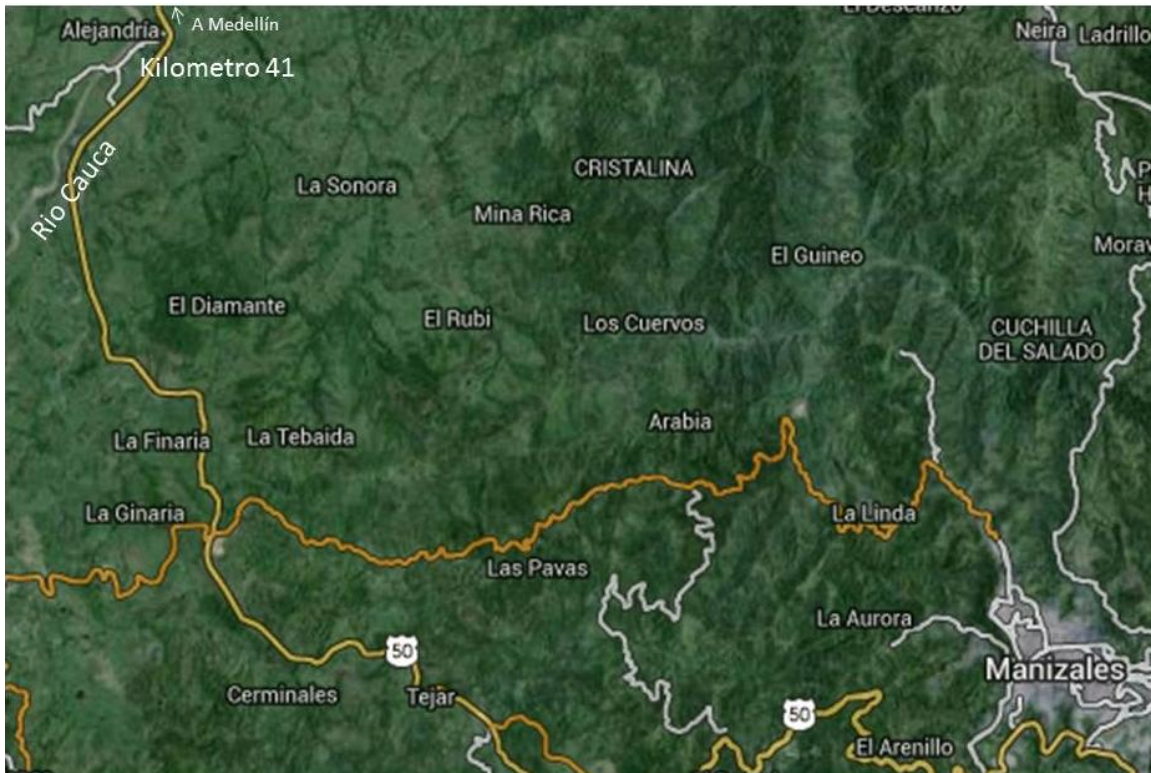 El Descanzo
Alejandría
A Medellín
Neira
Ladrillo
Kilometro 41
Rio Cauca
La Sonora
CRISTALINA
Mina Rica
Morav
El Guineo
El Diamante
El Rubi
Los Cuervos
CUCHILLA
DEL SALADO
La Finaria
La Tebaida
Arabia
La Ginaria
La Linda
Las Pavas
La Aurora
50
Manizales
Cerminales
Tejar
50
El Arenillo